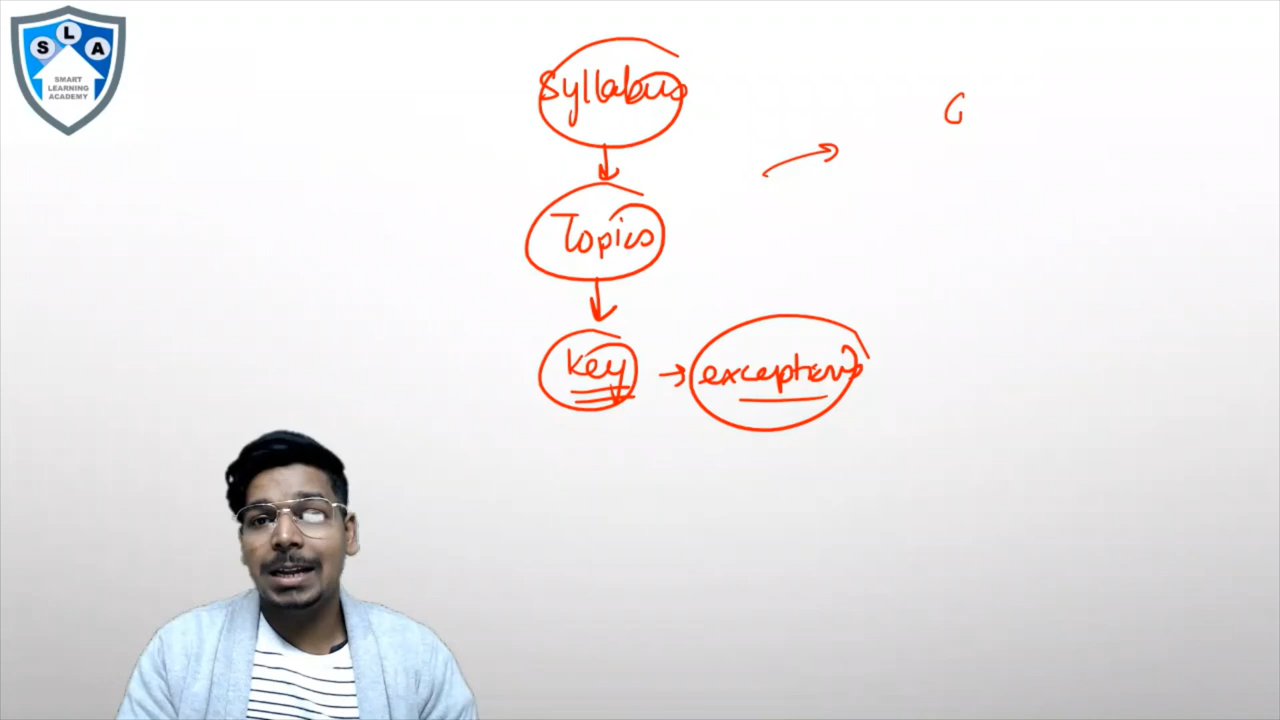 S L A
SMART
LEARNING
ACADEMY
Syllabus
Topics
Key → exceptions